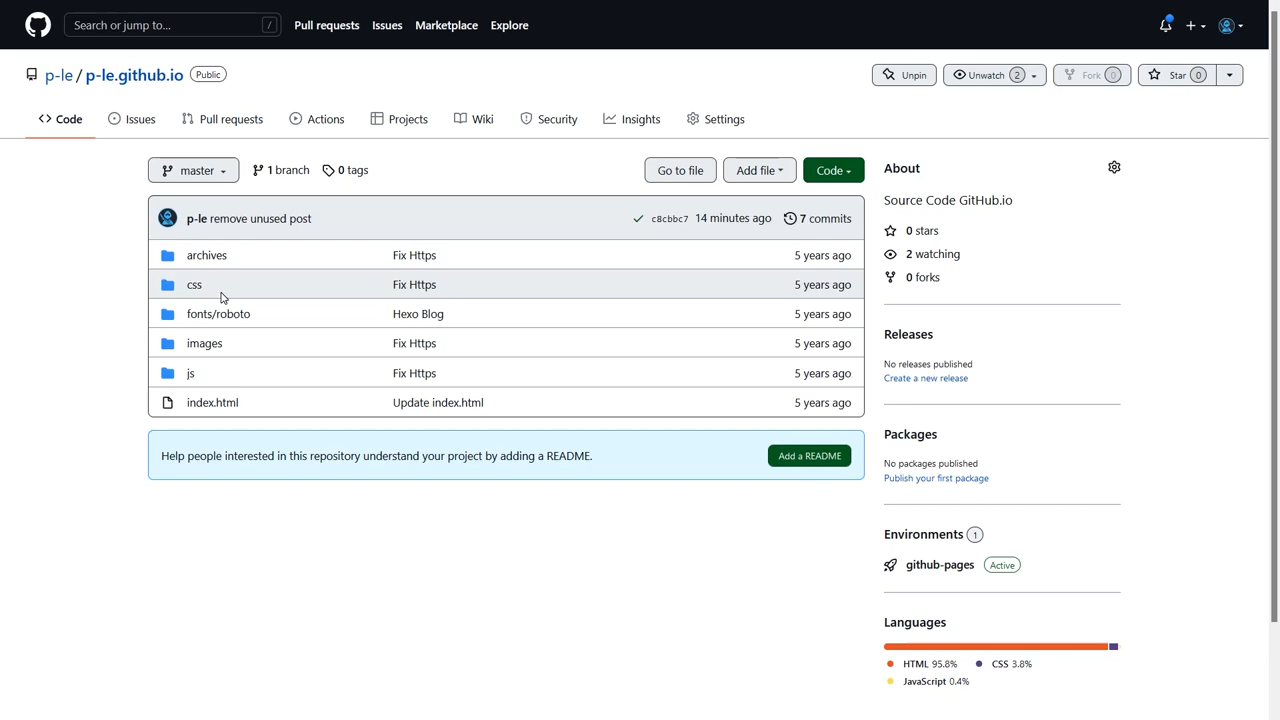 Search or jump to... / Pull requests Issues Marketplace Explore
p-le / p-le.github.io Public Unpin Unwatch 2 Fork 0 Star 0
Code Issues Pull requests Actions Projects Wiki Security Insights Settings
master 1 branch 0 tags Go to file Add file Code
p-le remove unused post c8cbbc7 14 minutes ago 7 commits
archives Fix Https 5 years ago
css Fix Https 5 years ago
fonts/roboto Hexo Blog 5 years ago
images Fix Https 5 years ago
js Fix Https 5 years ago
index.html Update index.html 5 years ago
Help people interested in this repository understand your project by adding a README. Add a README
About
Source Code GitHub.io
0 stars
2 watching
0 forks
Releases
No releases published
Create a new release
Packages
No packages published
Publish your first package
Environments 1
github-pages Active
Languages
HTML 95.8% CSS 3.8%
JavaScript 0.4%